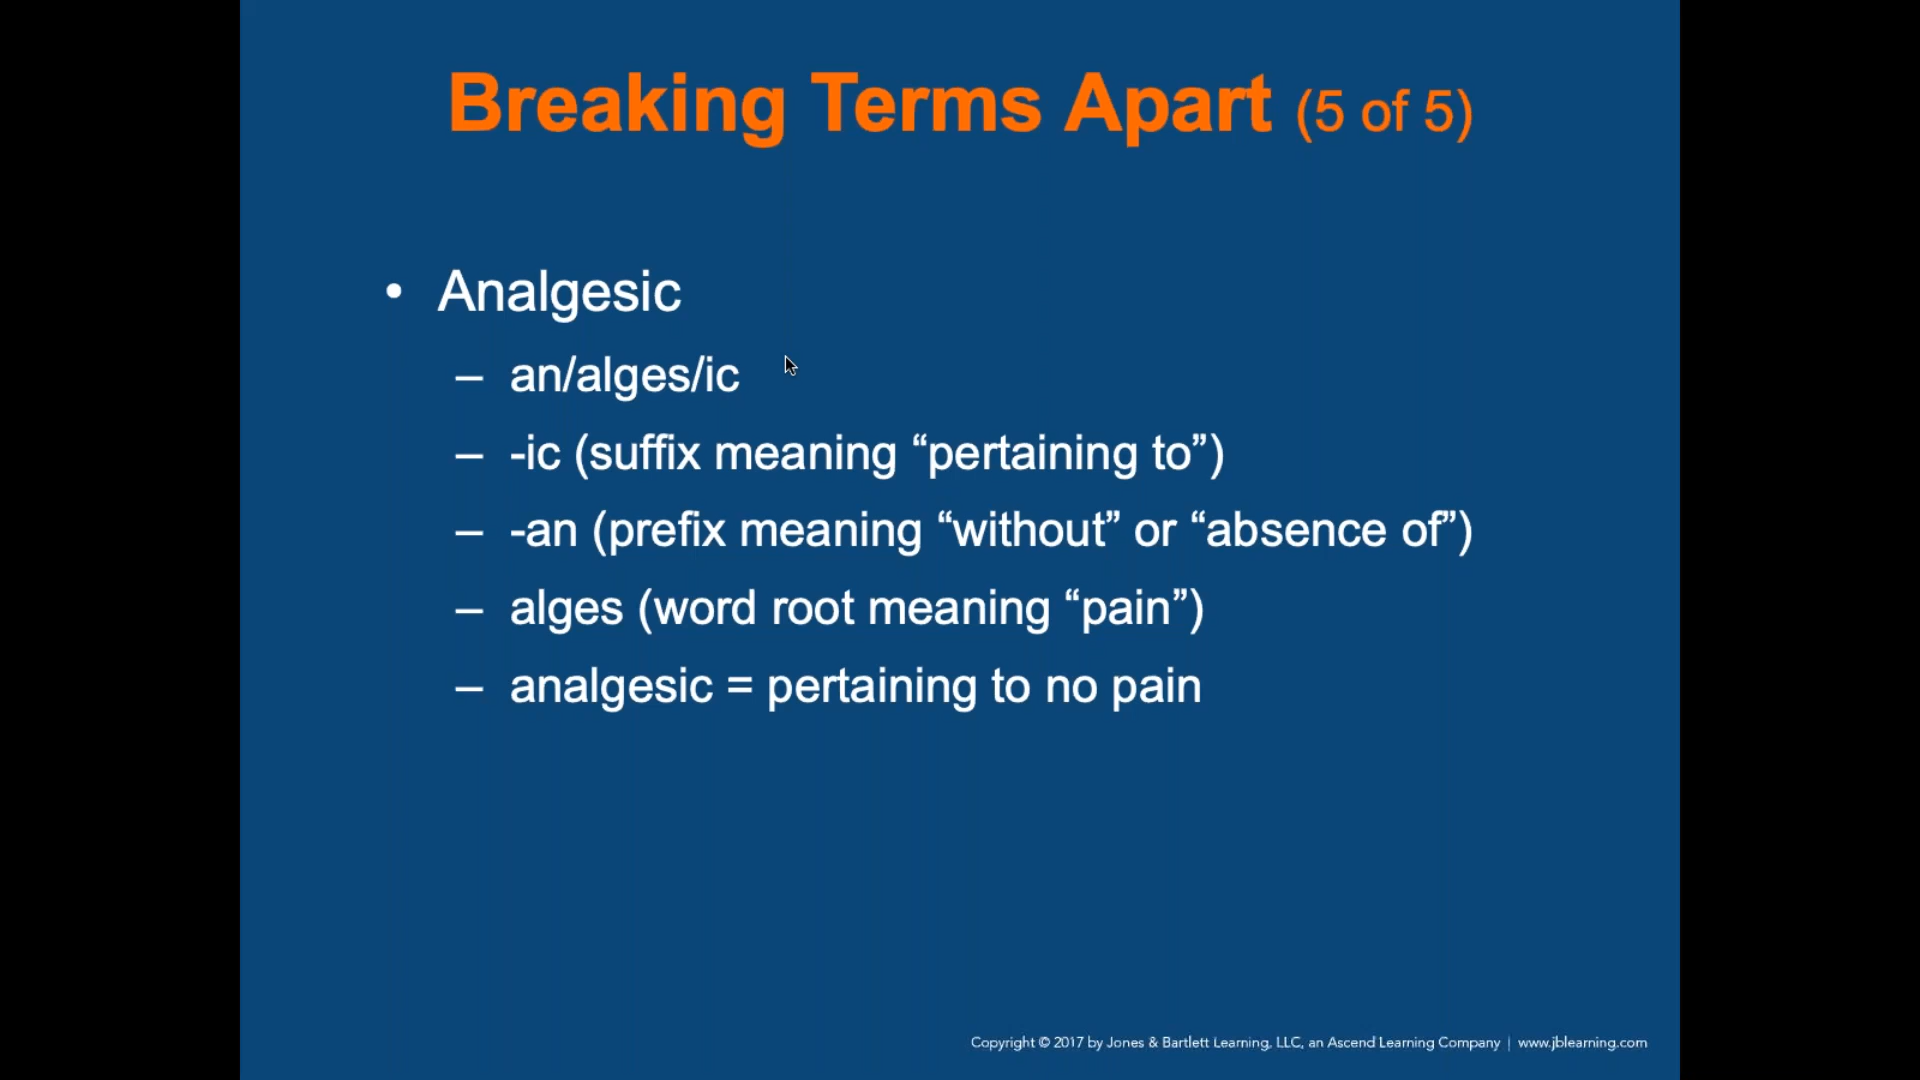 Breaking Terms Apart (5 of 5)
• Analgesic
– an/alges/ic
– -ic (suffix meaning “pertaining to”)
– -an (prefix meaning “without” or “absence of”)
– alges (word root meaning “pain”)
– analgesic = pertaining to no pain
Copyright © 2017 by Jones & Bartlett Learning, LLC, an Ascend Learning Company | www.jblearning.com